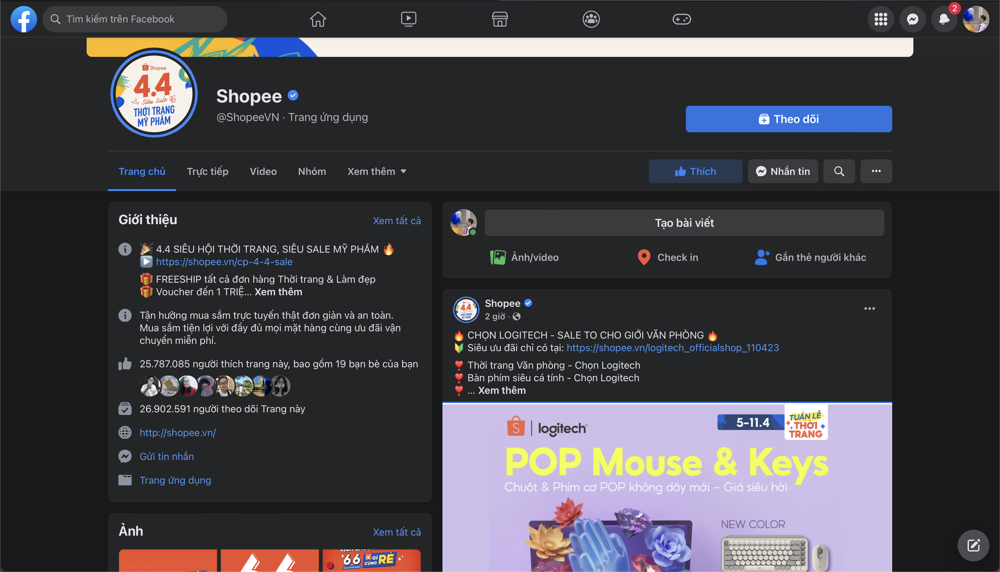 Tìm kiếm trên Facebook
2
Shopee
4.4
Siêu Sale
THỜI TRANG
MỸ PHẨM
Shopee
@ShopeeVN · Trang ứng dụng
Theo dõi
Trang chủ
Trực tiếp
Video
Nhóm
Xem thêm
Thích
Nhắn tin
Giới thiệu
Xem tất cả
4.4 SIÊU HỘI THỜI TRANG, SIÊU SALE MỸ PHẨM
https://shopee.vn/cp-4-4-sale
FREESHIP tất cả đơn hàng Thời trang & Làm đẹp
Voucher đến 1 TRIỆ... Xem thêm
Tận hưởng mua sắm trực tuyến thật đơn giản và an toàn.
Mua sắm tiện lợi với đầy đủ mọi mặt hàng cùng ưu đãi vận
chuyển miễn phí.
25.787.085 người thích trang này, bao gồm 19 bạn bè của bạn
26.902.591 người theo dõi Trang này
http://shopee.vn/
Gửi tin nhắn
Trang ứng dụng
Ảnh
Xem tất cả
6.6
SALE GIỮA NĂM
1K GÌ
CŨNG RẺ
Tạo bài viết
Ảnh/video
Check in
Gắn thẻ người khác
4.4
THỜI TRANG
MỸ PHẨM
Shopee
2 giờ ·
CHỌN LOGITECH - SALE TO CHO GIỚI VĂN PHÒNG
Siêu ưu đãi chỉ có tại: https://shopee.vn/logitech_officialshop_110423
Thời trang Văn phòng - Chọn Logitech
Bàn phím siêu cá tính - Chọn Logitech
... Xem thêm
S | logitech
5-11.4
TUẦN LỄ
THỜI
TRANG
POP Mouse & Keys
Chuột & Phím cơ POP không dây mới – Giá siêu hời
NEW COLOR